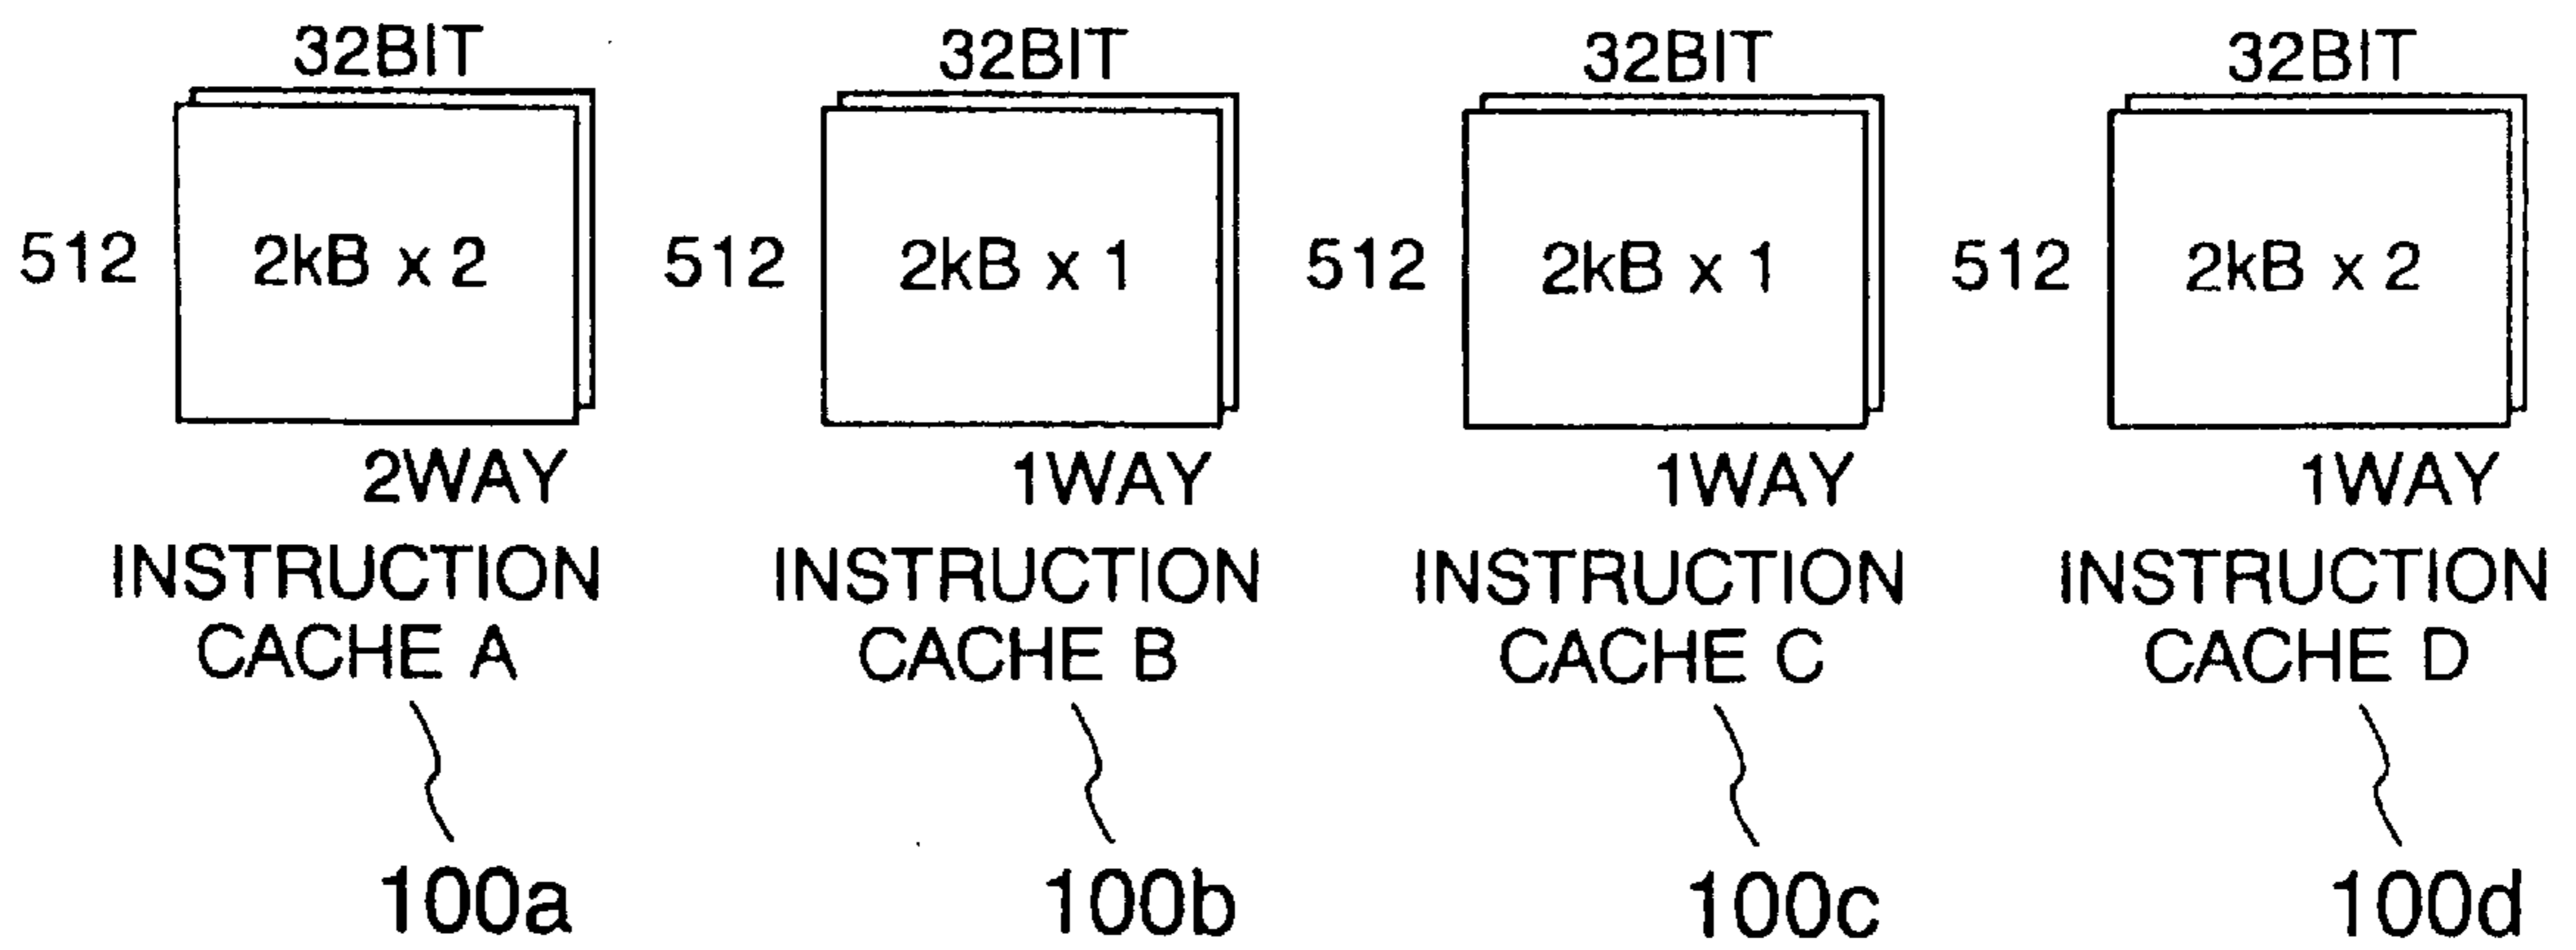 32BIT 32BIT 32BIT 32BIT
512 2kB x 2 512 2kB x 1 512 2kB x 1 512 2kB x 2
2WAY 1WAY 1WAY 1WAY
INSTRUCTION INSTRUCTION INSTRUCTION INSTRUCTION
CACHE A CACHE B CACHE C CACHE D
100a 100b 100c 100d